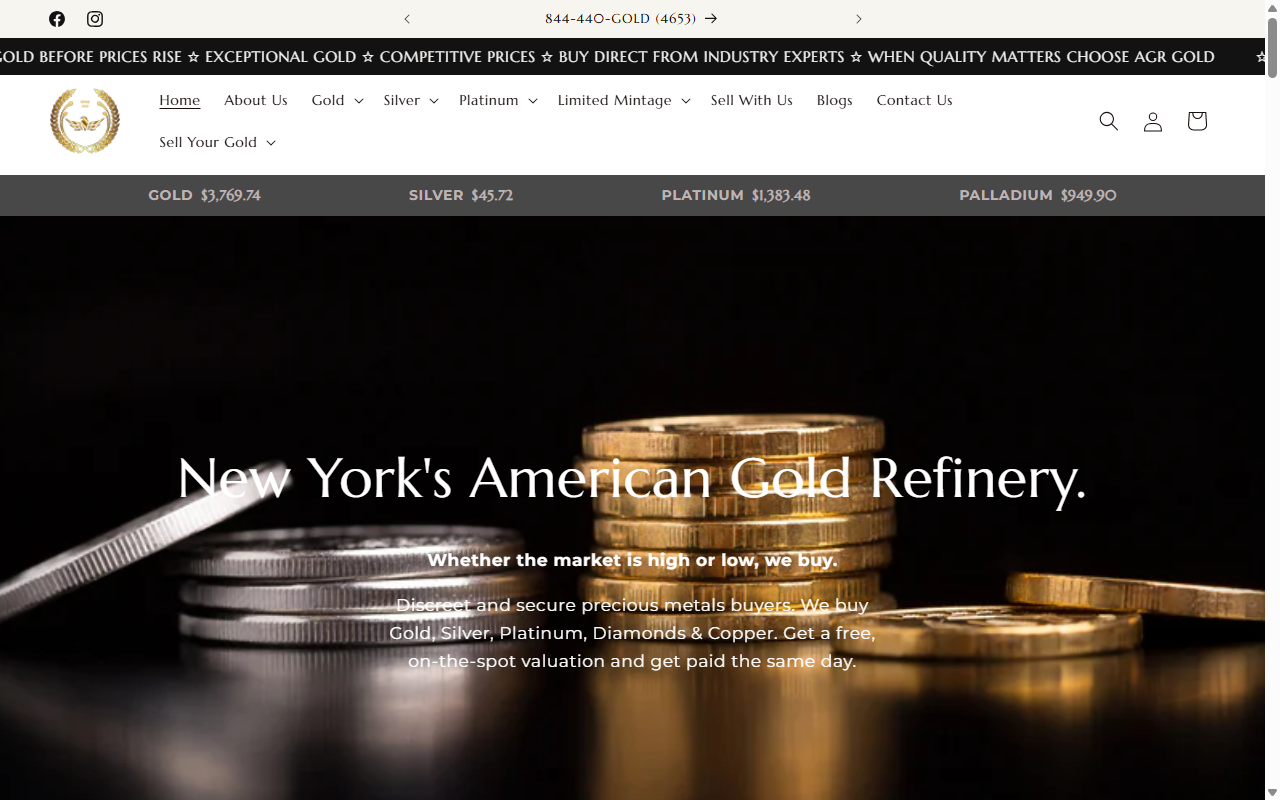 844-440-GOLD (4653)
GOLD BEFORE PRICES RISE ☆ EXCEPTIONAL GOLD ☆ COMPETITIVE PRICES ☆ BUY DIRECT FROM INDUSTRY EXPERTS ☆ WHEN QUALITY MATTERS CHOOSE AGR GOLD ☆
Home About Us Gold Silver Platinum Limited Mintage Sell With Us Blogs Contact Us
Sell Your Gold
GOLD $3,769.74 SILVER $45.72 PLATINUM $1,383.48 PALLADIUM $949.90
New York's American Gold Refinery.
Whether the market is high or low, we buy.
Discreet and secure precious metals buyers. We buy
Gold, Silver, Platinum, Diamonds & Copper. Get a free,
on-the-spot valuation and get paid the same day.